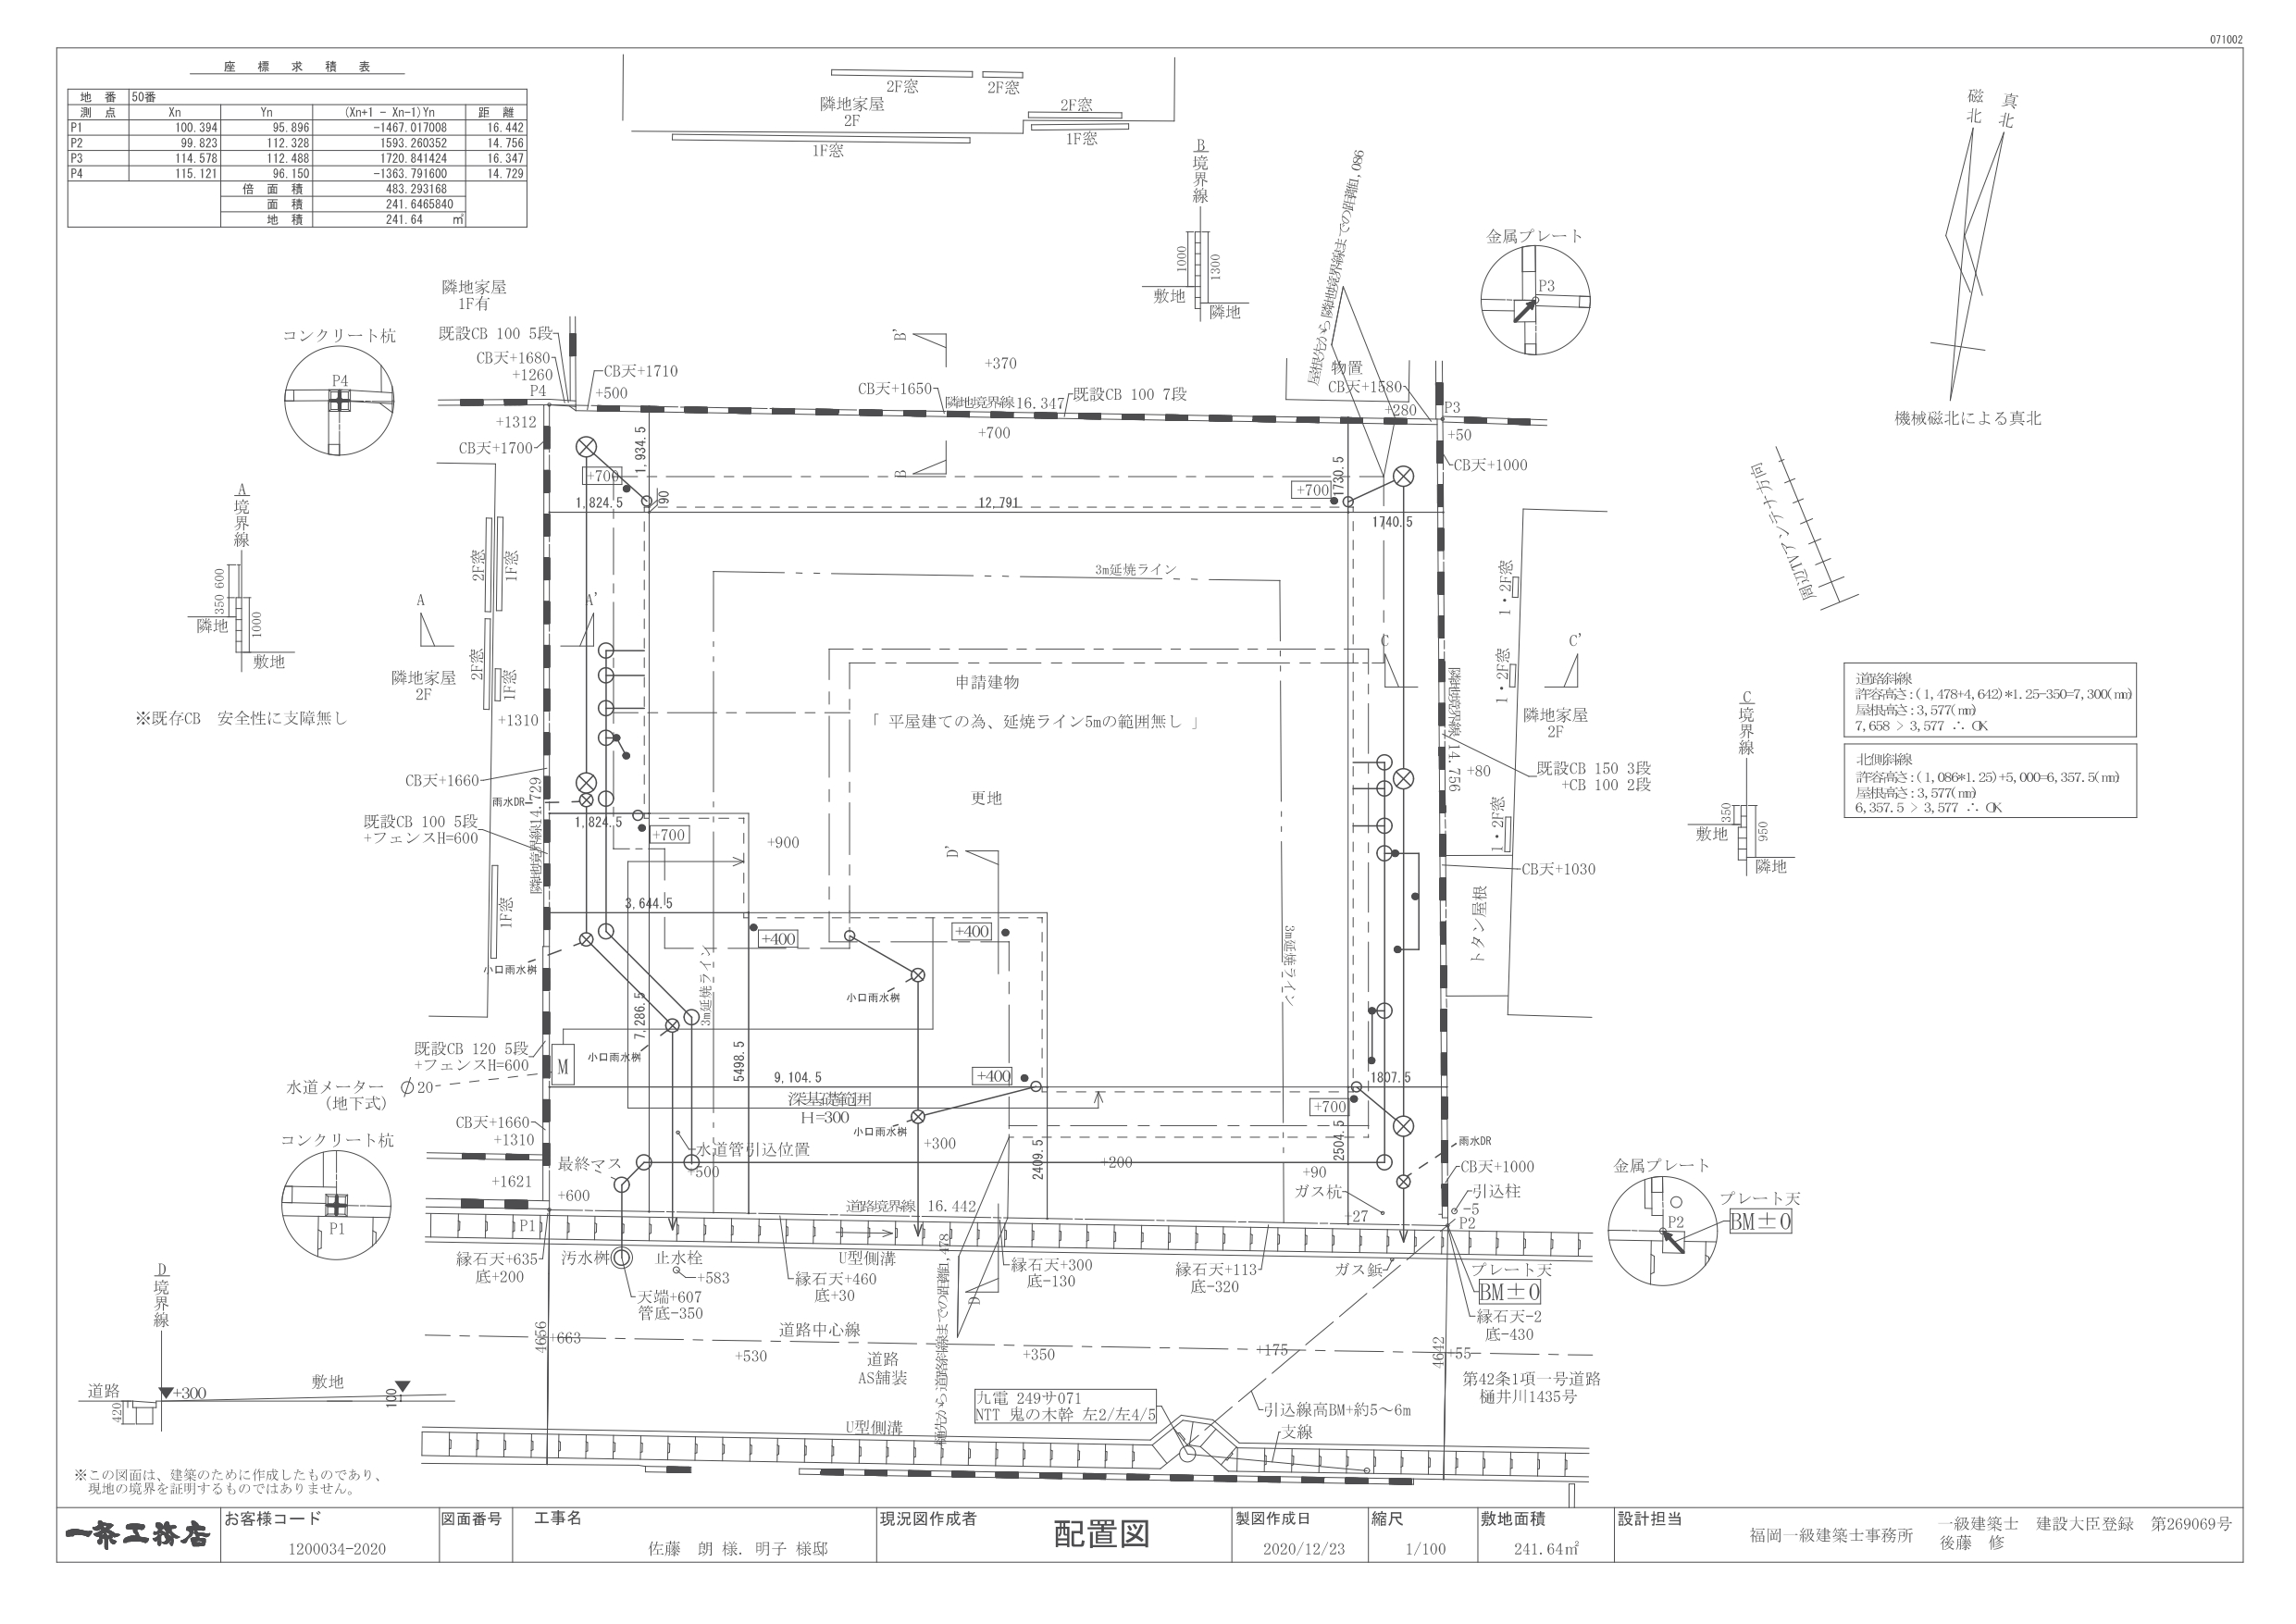 071002
座 標 求 積 表
地 番 50番
測 点 Xn Yn (Xn+1 - Xn-1)Yn 距 離
P1 100.394 95.896 -1467.017008 16.442
P2 99.823 112.328 1593.260352 14.756
P3 114.578 112.488 1720.841424 16.347
P4 115.121 96.150 -1363.791600 14.729
倍 面 積 483.293168
面 積 241.6465840
地 積 241.64 ㎡
2F窓
2F窓
隣地家屋
2F
2F窓
1F窓
1F窓
B
境界線
1000
1300
敷地
隣地
屋根先から隣地境界線までの距離1,086
金属プレート
P3
磁北
真北
機械磁北による真北
周辺TVアンテナ方向
隣地家屋
1F有
コンクリート杭
P4
既設CB 100 5段
CB天+1680
+1260
P4
CB天+1710
+500
B'
+370
CB天+1650
隣地境界線16.347
既設CB 100 7段
物置
CB天+1580
+280
P3
+50
+1312
CB天+1700
+700
B
CB天+1000
1,934.5
+700
1,824.5
90
12,791
+700
1730.5
1740.5
A
境界線
350 600
1000
隣地
敷地
2F窓
1F窓
A
A'
2F窓
1F窓
隣地家屋
2F
+1310
※既存CB 安全性に支障無し
3m延焼ライン
申請建物
「 平屋建ての為、延焼ライン5mの範囲無し 」
更地
C
C'
1・2F窓
1・2F窓
隣地家屋
2F
隣地境界線 14.756
+80
既設CB 150 3段
+CB 100 2段
1・2F窓
CB天+1030
トタン屋根
C
境界線
350
950
敷地
隣地
道路斜線
許容高さ:(1,478+4,642)*1.25-350=7,300(mm)
屋根高さ:3,577(mm)
7,658 > 3,577 ∴ OK
北側斜線
許容高さ:(1,086*1.25)+5,000=6,357.5(mm)
屋根高さ:3,577(mm)
6,357.5 > 3,577 ∴ OK
CB天+1660
雨水DR
隣地境界線14.729
1,824.5
+700
+900
既設CB 100 5段
+フェンスH=600
D'
1F窓
3,644.5
+400
+400
小口雨水桝
小口雨水桝
3m延焼ライン
3m延焼ライン
7,286.5
既設CB 120 5段
+フェンスH=600
M
小口雨水桝
5498.5
水道メーター φ20
(地下式)
9,104.5
+400
1807.5
深基礎範囲
H=300
+700
CB天+1660
+1310
小口雨水桝
+300
2504.5
雨水DR
コンクリート杭
P1
水道管引込位置
最終マス
+500
2409.5
+200
+90
CB天+1000
+1621
+600
ガス杭
引込柱
-5
道路境界線 16.442
+27
P1
P2
金属プレート
P2
プレート天
BM±0
縁石天+635
底+200
汚水桝
止水栓
+583
U型側溝
縁石天+460
底+30
縁石天+300
底-130
縁石天+113
底-320
ガス鋲
プレート天
BM±0
天端+607
管底-350
D
縁石天-2
底-430
D
境界線
樋先から道路斜線までの距離1,478
4656
+663
道路中心線
+530
+350
+175
4642
+55
道路
AS舗装
第42条1項一号道路
樋井川1435号
道路
+300
敷地
100
420
九電 249サ071
NTT 鬼の木幹 左2/左4/5
引込線高BM+約5～6m
支線
U型側溝
※この図面は、建築のために作成したものであり、
現地の境界を証明するものではありません。
一条工務店
お客様コード 1200034-2020
図面番号
工事名 佐藤 朗 様. 明子 様邸
現況図作成者
配置図
製図作成日 2020/12/23
縮尺 1/100
敷地面積 241.64㎡
設計担当
福岡一級建築士事務所
一級建築士 建設大臣登録 第269069号
後藤 修